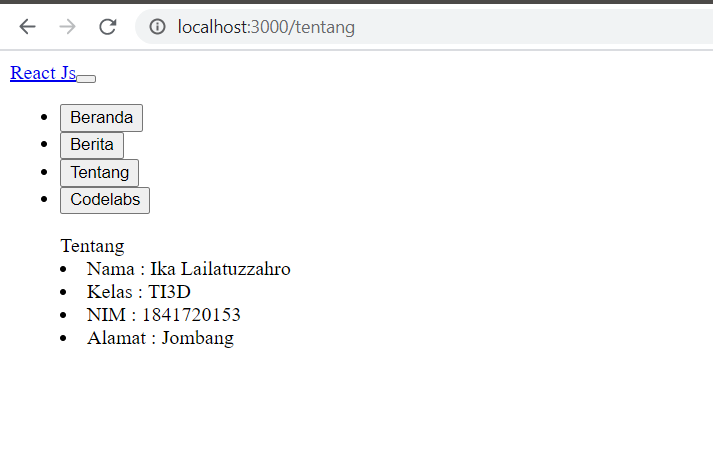 localhost:3000/tentang
React Js
Beranda
Berita
Tentang
Codelabs
Tentang
Nama : Ika Lailatuzzahro
Kelas : TI3D
NIM : 1841720153
Alamat : Jombang